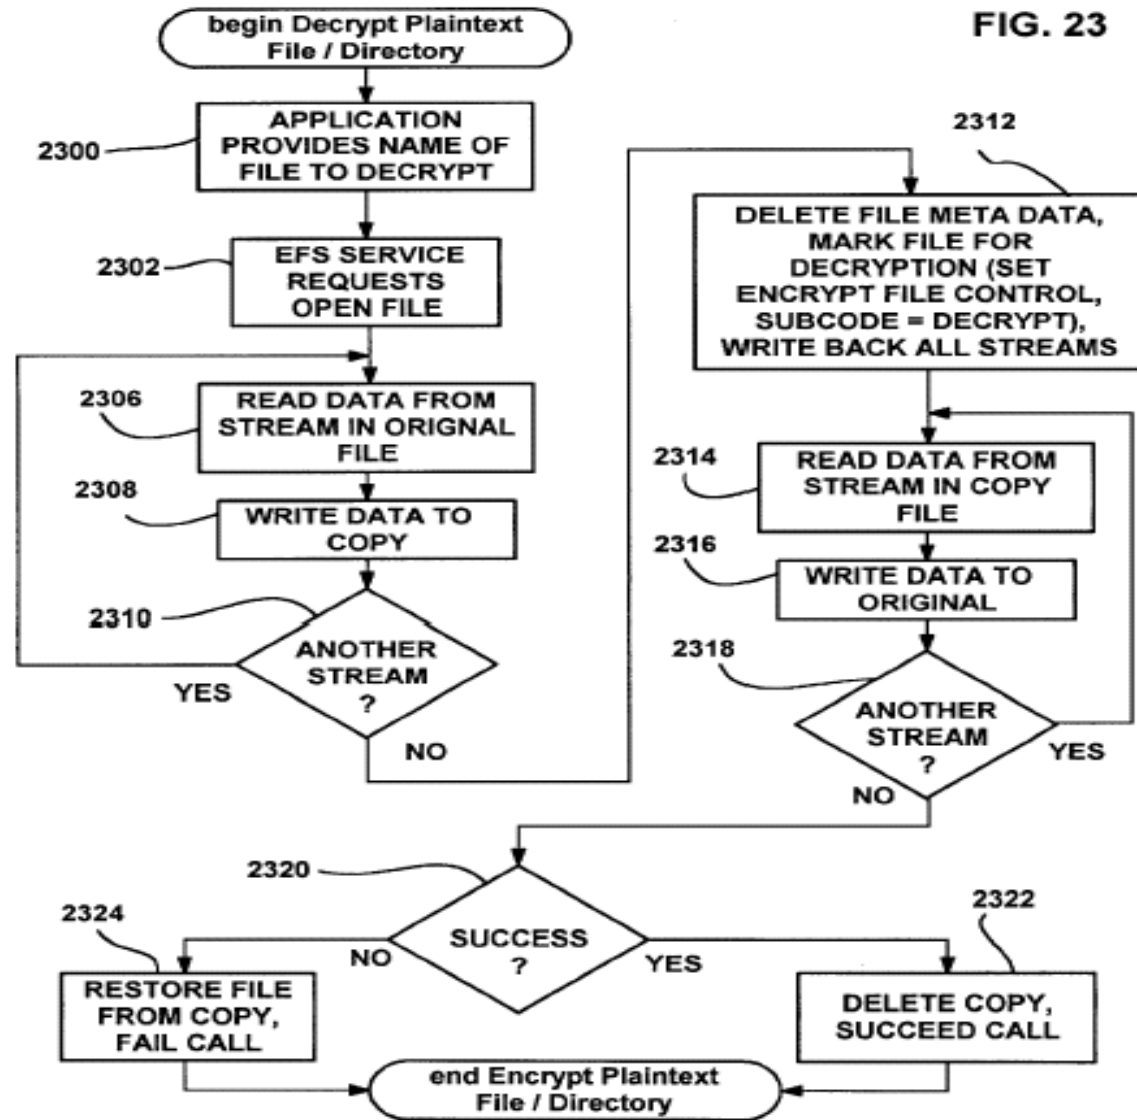 FIG. 23
begin Decrypt Plaintext
File / Directory
2300
APPLICATION
PROVIDES NAME OF
FILE TO DECRYPT
2302
EFS SERVICE
REQUESTS
OPEN FILE
2306
READ DATA FROM
STREAM IN ORIGNAL
FILE
2308
WRITE DATA TO
COPY
2310
ANOTHER
STREAM
?
YES
NO
2312
DELETE FILE META DATA,
MARK FILE FOR
DECRYPTION (SET
ENCRYPT FILE CONTROL,
SUBCODE = DECRYPT),
WRITE BACK ALL STREAMS
2314
READ DATA FROM
STREAM IN COPY
FILE
2316
WRITE DATA TO
ORIGINAL
2318
ANOTHER
STREAM
?
YES
NO
2320
SUCCESS
?
NO
YES
2324
RESTORE FILE
FROM COPY,
FAIL CALL
2322
DELETE COPY,
SUCCEED CALL
end Encrypt Plaintext
File / Directory